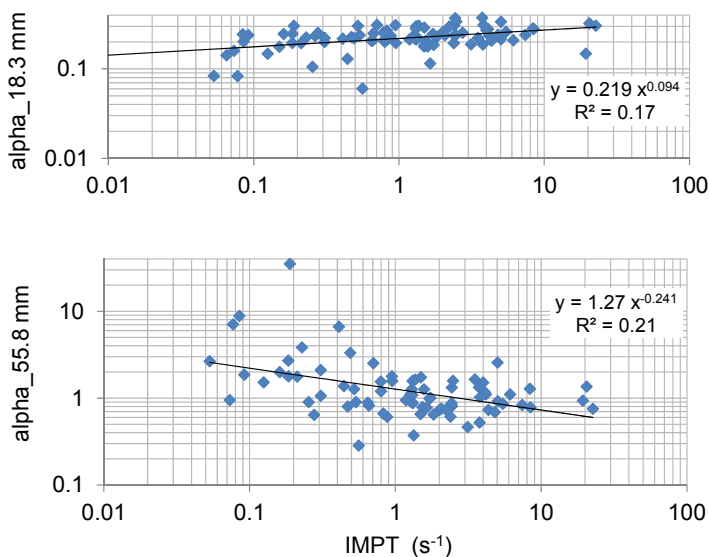 alpha_18.3 mm
0.1
0.01
y = 0.219 x^0.094
R² = 0.17
0.01 0.1 1 10 100
alpha_55.8 mm
10
1
0.1
y = 1.27 x^-0.241
R² = 0.21
0.01 0.1 1 10 100
IMPT (s⁻¹)